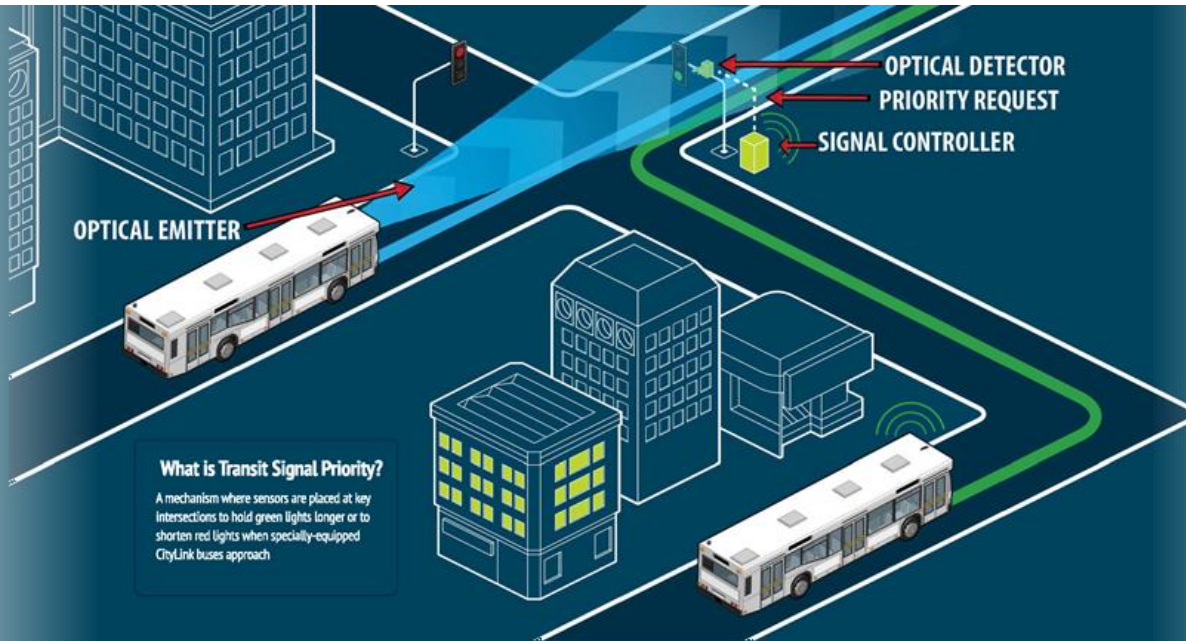 OPTICAL DETECTOR
PRIORITY REQUEST
SIGNAL CONTROLLER
OPTICAL EMITTER
What is Transit Signal Priority?
A mechanism where sensors are placed at key
intersections to hold green lights longer or to
shorten red lights when specially-equipped
CityLink buses approach